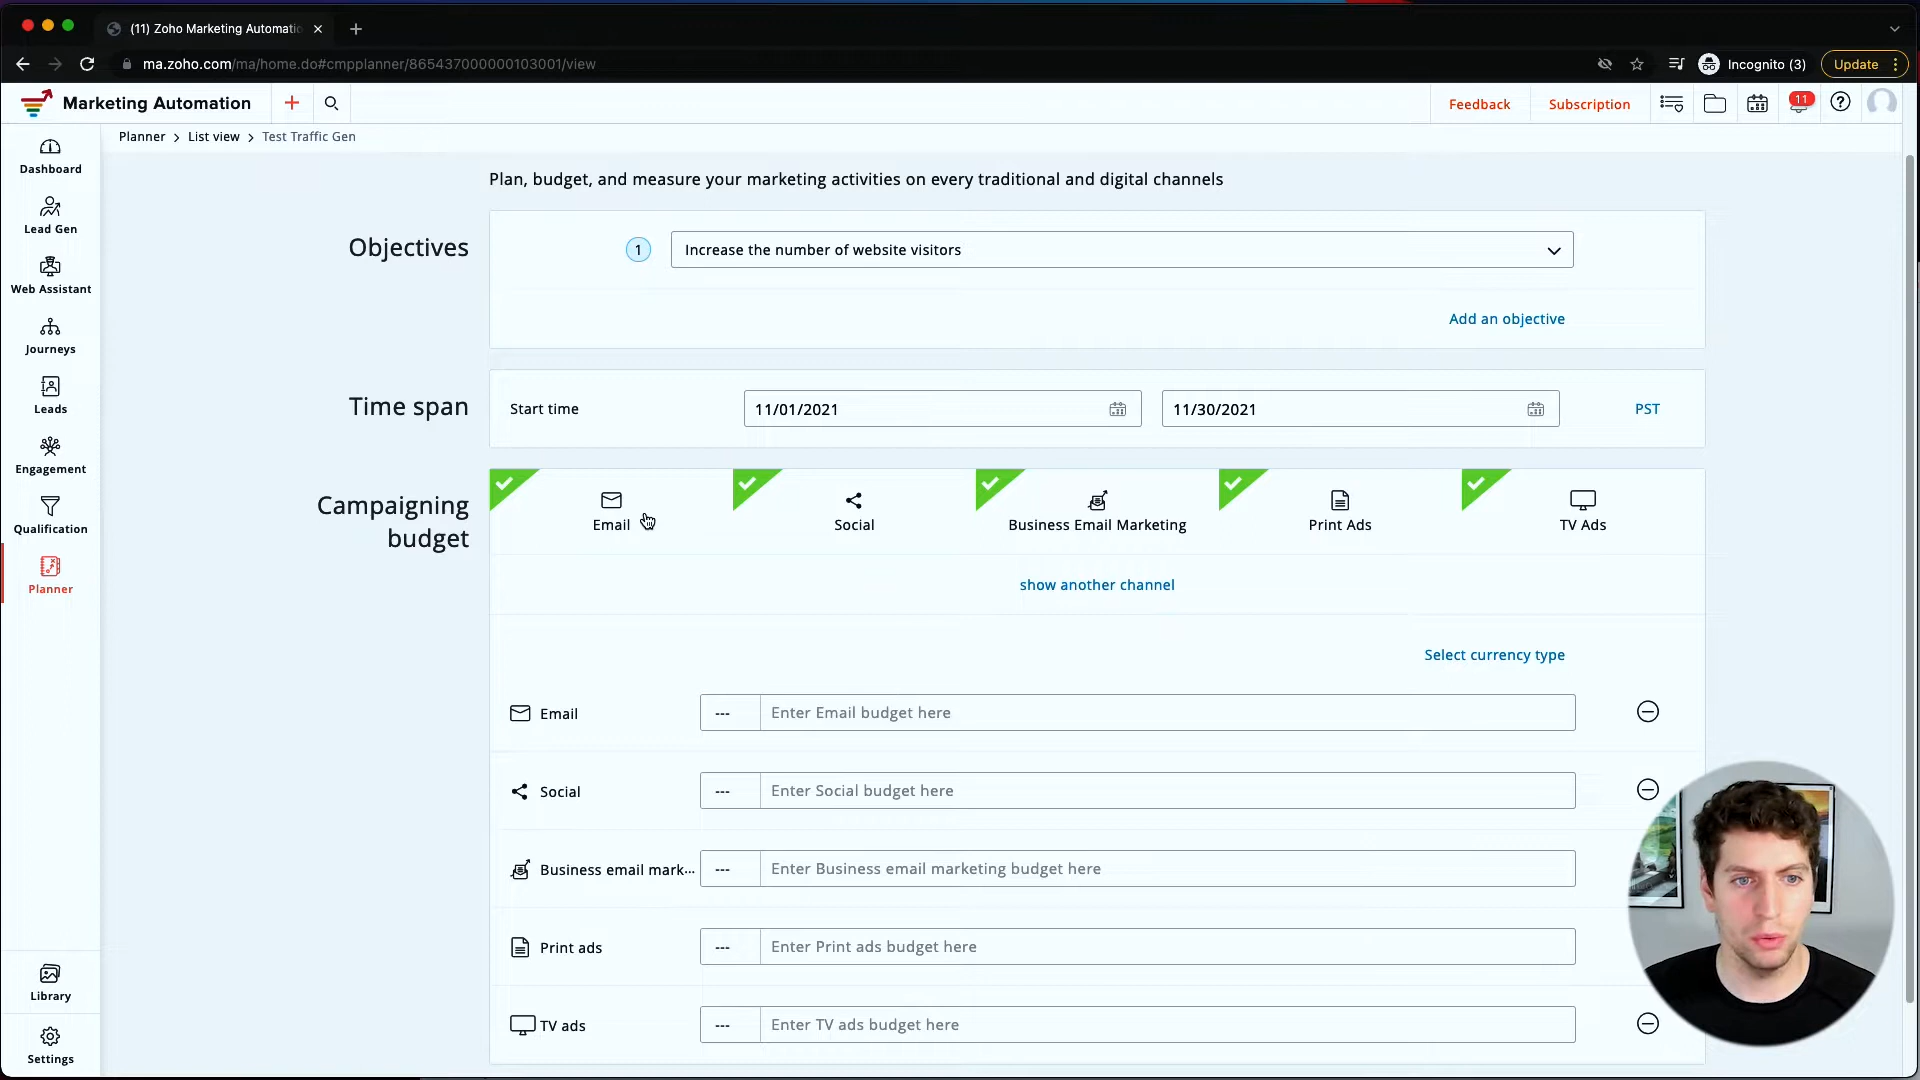 (11) Zoho Marketing Automatio
ma.zoho.com/ma/home.do#cmpplanner/865437000000103001/view
Incognito (3)
Update
Marketing Automation
Feedback
Subscription
11
Planner > List view > Test Traffic Gen
Dashboard
Lead Gen
Web Assistant
Journeys
Leads
Engagement
Qualification
Planner
Library
Settings
Plan, budget, and measure your marketing activities on every traditional and digital channels
Objectives
1
Increase the number of website visitors
Add an objective
Time span
Start time
11/01/2021
11/30/2021
PST
Campaigning
budget
Email
Social
Business Email Marketing
Print Ads
TV Ads
show another channel
Select currency type
Email
---
Enter Email budget here
Social
---
Enter Social budget here
Business email mark...
---
Enter Business email marketing budget here
Print ads
---
Enter Print ads budget here
TV ads
---
Enter TV ads budget here